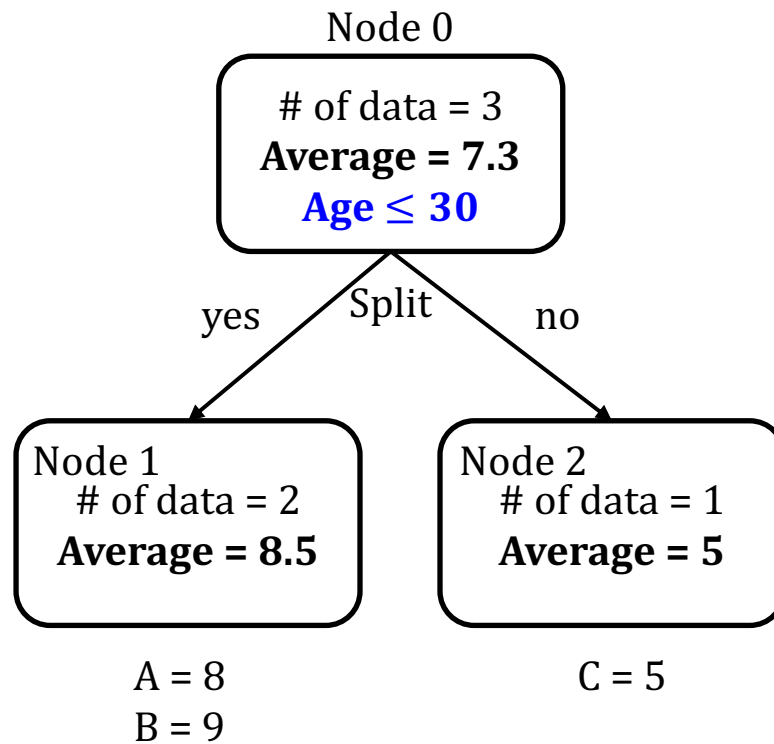 Node 0
# of data = 3
Average = 7.3
Age ≤ 30
yes
Split
no
Node 1
# of data = 2
Average = 8.5
Node 2
# of data = 1
Average = 5
A = 8
B = 9
C = 5